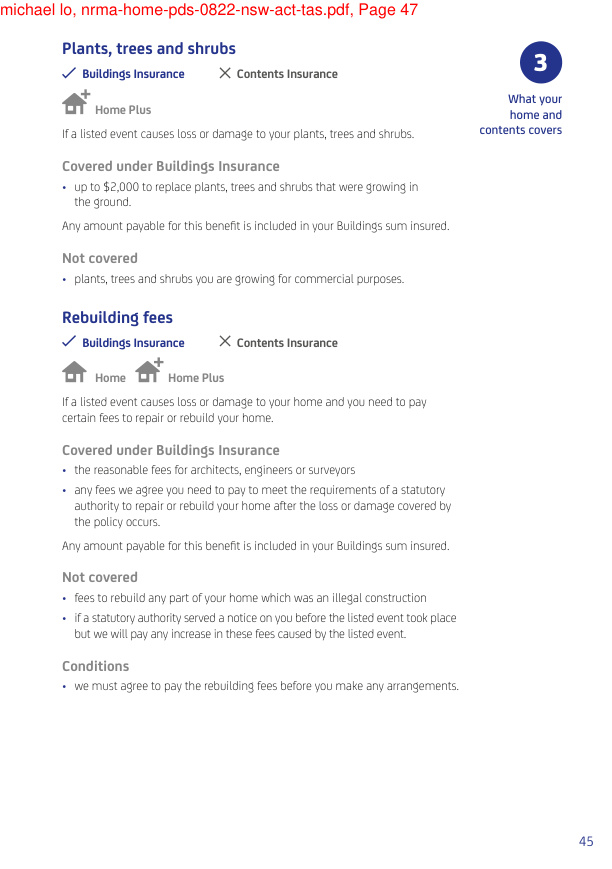 michael lo, nrma-home-pds-0822-nsw-act-tas.pdf, Page 47
Plants, trees and shrubs
Buildings Insurance Contents Insurance
Home Plus
If a listed event causes loss or damage to your plants, trees and shrubs.
Covered under Buildings Insurance
• up to $2,000 to replace plants, trees and shrubs that were growing in
the ground.
Any amount payable for this benefit is included in your Buildings sum insured.
Not covered
• plants, trees and shrubs you are growing for commercial purposes.
Rebuilding fees
Buildings Insurance Contents Insurance
Home Home Plus
If a listed event causes loss or damage to your home and you need to pay
certain fees to repair or rebuild your home.
Covered under Buildings Insurance
• the reasonable fees for architects, engineers or surveyors
• any fees we agree you need to pay to meet the requirements of a statutory
authority to repair or rebuild your home after the loss or damage covered by
the policy occurs.
Any amount payable for this benefit is included in your Buildings sum insured.
Not covered
• fees to rebuild any part of your home which was an illegal construction
• if a statutory authority served a notice on you before the listed event took place
but we will pay any increase in these fees caused by the listed event.
Conditions
• we must agree to pay the rebuilding fees before you make any arrangements.
3
What your
home and
contents covers
45